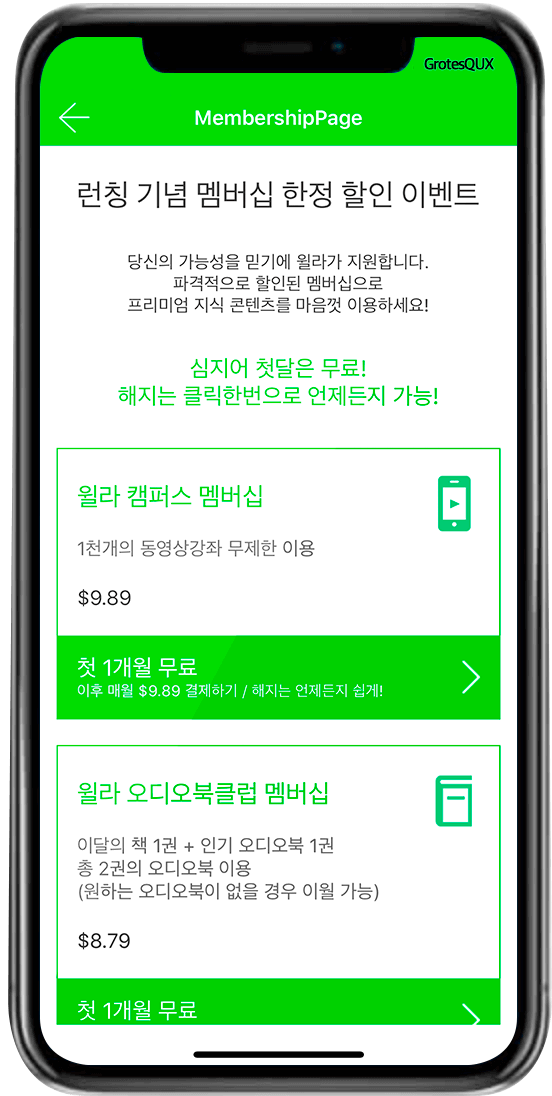 GrotesQUX
MembershipPage
런칭 기념 멤버십 한정 할인 이벤트
당신의 가능성을 믿기에 윌라가 지원합니다.
파격적으로 할인된 멤버십으로
프리미엄 지식 콘텐츠를 마음껏 이용하세요!
심지어 첫달은 무료!
해지는 클릭한번으로 언제든지 가능!
윌라 캠퍼스 멤버십
1천개의 동영상강좌 무제한 이용
$9.89
첫 1개월 무료
이후 매월 $9.89 결제하기 / 해지는 언제든지 쉽게!
윌라 오디오북클럽 멤버십
이달의 책 1권 + 인기 오디오북 1권
총 2권의 오디오북 이용
(원하는 오디오북이 없을 경우 이월 가능)
$8.79
첫 1개월 무료